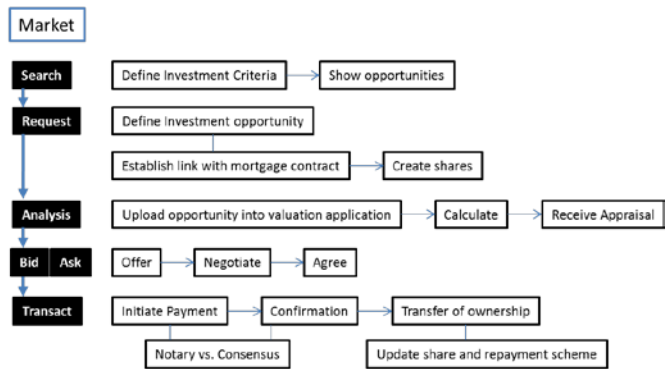 Market
Search
Define Investment Criteria
Show opportunities
Request
Define Investment opportunity
Establish link with mortgage contract
Create shares
Analysis
Upload opportunity into valuation application
Calculate
Receive Appraisal
Bid
Ask
Offer
Negotiate
Agree
Transact
Initiate Payment
Confirmation
Transfer of ownership
Notary vs. Consensus
Update share and repayment scheme